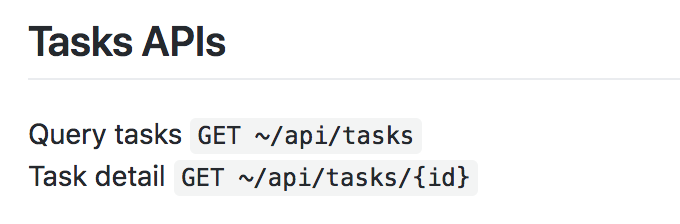 Tasks APIs
Query tasks GET ~/api/tasks
Task detail GET ~/api/tasks/{id}